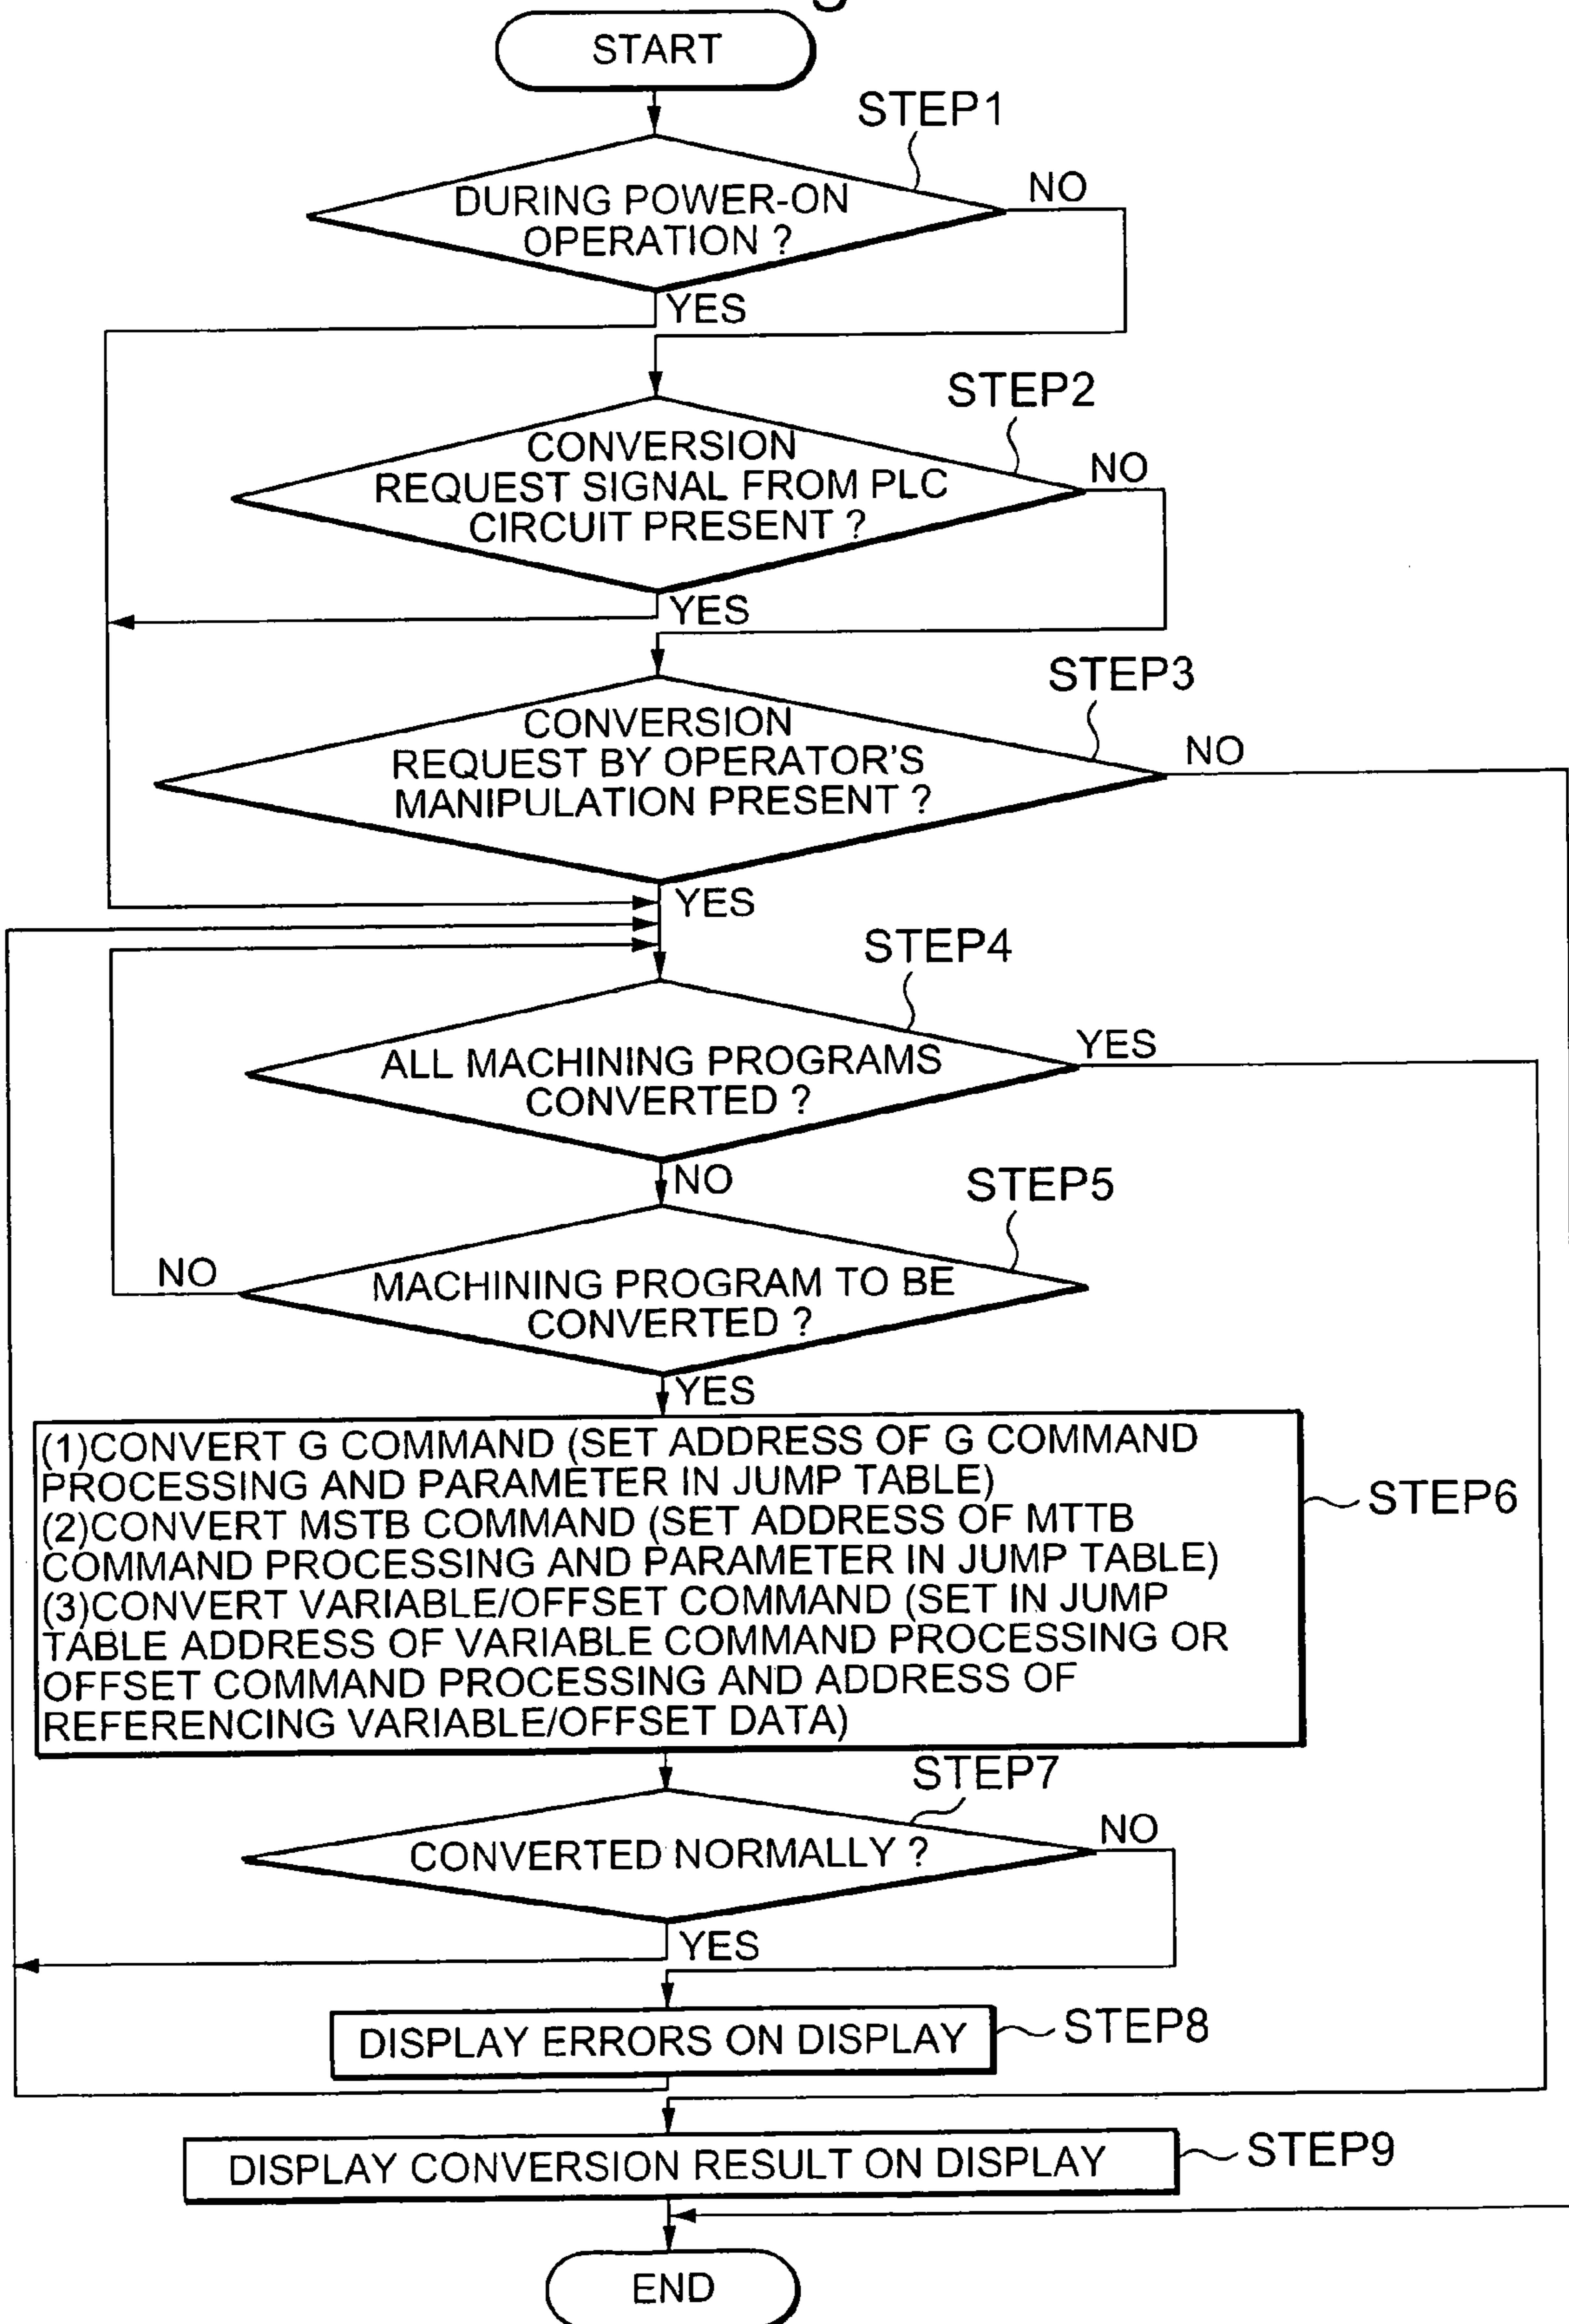 START
STEP1
DURING POWER-ON
OPERATION ?
NO
YES
STEP2
CONVERSION
REQUEST SIGNAL FROM PLC
CIRCUIT PRESENT ?
NO
YES
STEP3
CONVERSION
REQUEST BY OPERATOR'S
MANIPULATION PRESENT ?
NO
YES
STEP4
ALL MACHINING PROGRAMS
CONVERTED ?
YES
NO
STEP5
MACHINING PROGRAM TO BE
CONVERTED ?
NO
YES
(1)CONVERT G COMMAND (SET ADDRESS OF G COMMAND
PROCESSING AND PARAMETER IN JUMP TABLE)
(2)CONVERT MSTB COMMAND (SET ADDRESS OF MTTB
COMMAND PROCESSING AND PARAMETER IN JUMP TABLE)
(3)CONVERT VARIABLE/OFFSET COMMAND (SET IN JUMP
TABLE ADDRESS OF VARIABLE COMMAND PROCESSING OR
OFFSET COMMAND PROCESSING AND ADDRESS OF
REFERENCING VARIABLE/OFFSET DATA)
STEP6
STEP7
CONVERTED NORMALLY ?
NO
YES
DISPLAY ERRORS ON DISPLAY
STEP8
DISPLAY CONVERSION RESULT ON DISPLAY
STEP9
END